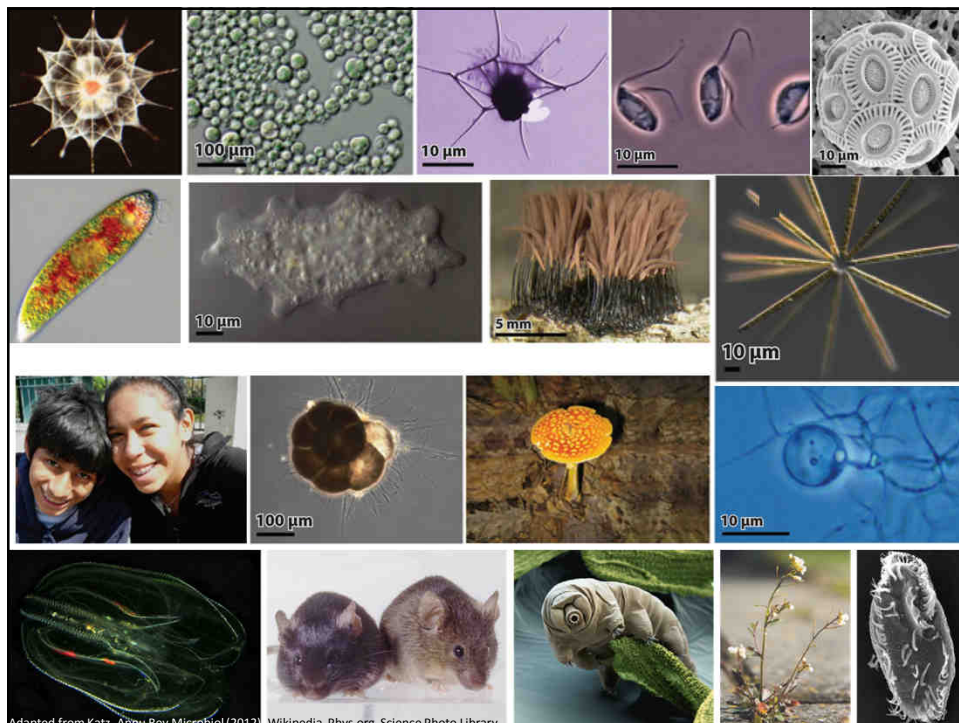 100 µm
10 µm
10 µm
10 µm
10 µm
5 mm
10 µm
100 µm
10 µm
Adapted from Katz, Annu Rev Microbiol (2012), Wikipedia, Phys.org, Science Photo Library